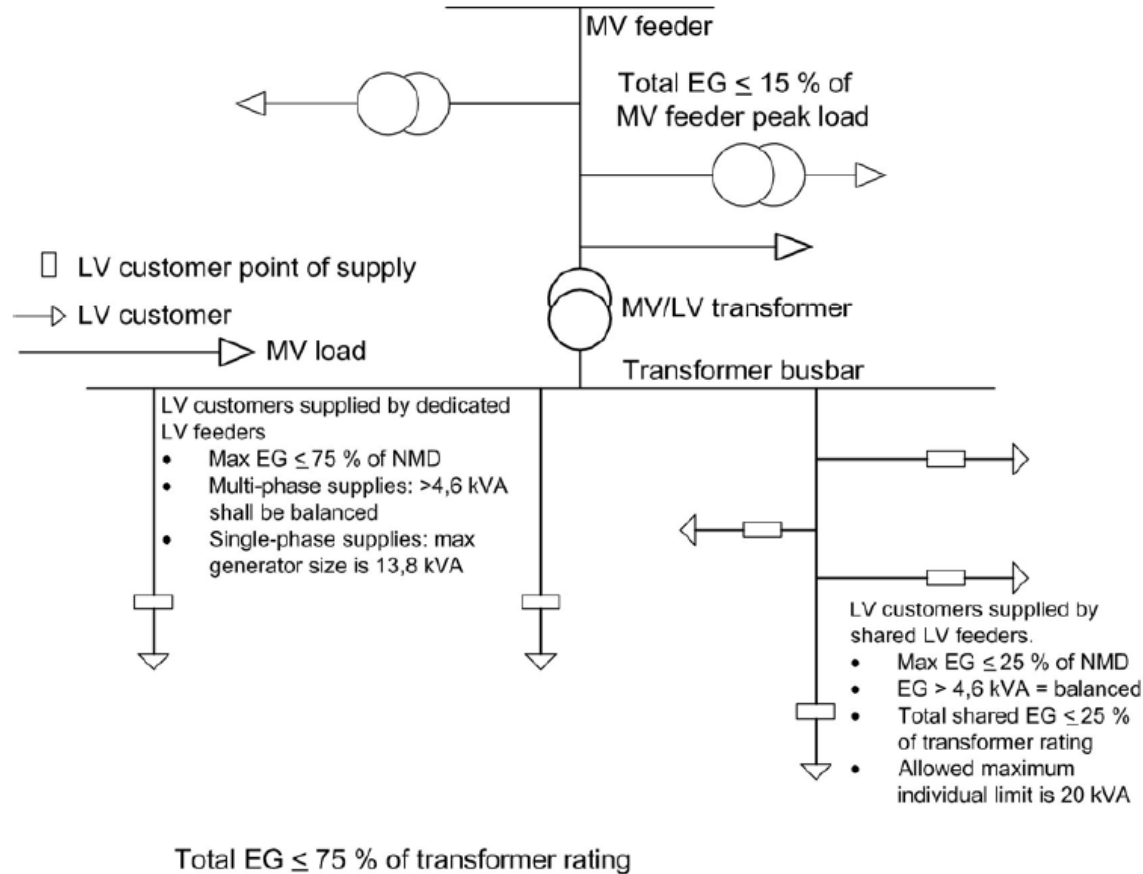 MV feeder
Total EG ≤ 15 % of
MV feeder peak load
LV customer point of supply
LV customer
MV load
MV/LV transformer
Transformer busbar
LV customers supplied by dedicated
LV feeders
• Max EG ≤ 75 % of NMD
• Multi-phase supplies: >4,6 kVA
shall be balanced
• Single-phase supplies: max
generator size is 13,8 kVA
LV customers supplied by
shared LV feeders.
• Max EG ≤ 25 % of NMD
• EG > 4,6 kVA = balanced
• Total shared EG ≤ 25 %
of transformer rating
• Allowed maximum
individual limit is 20 kVA
Total EG ≤ 75 % of transformer rating